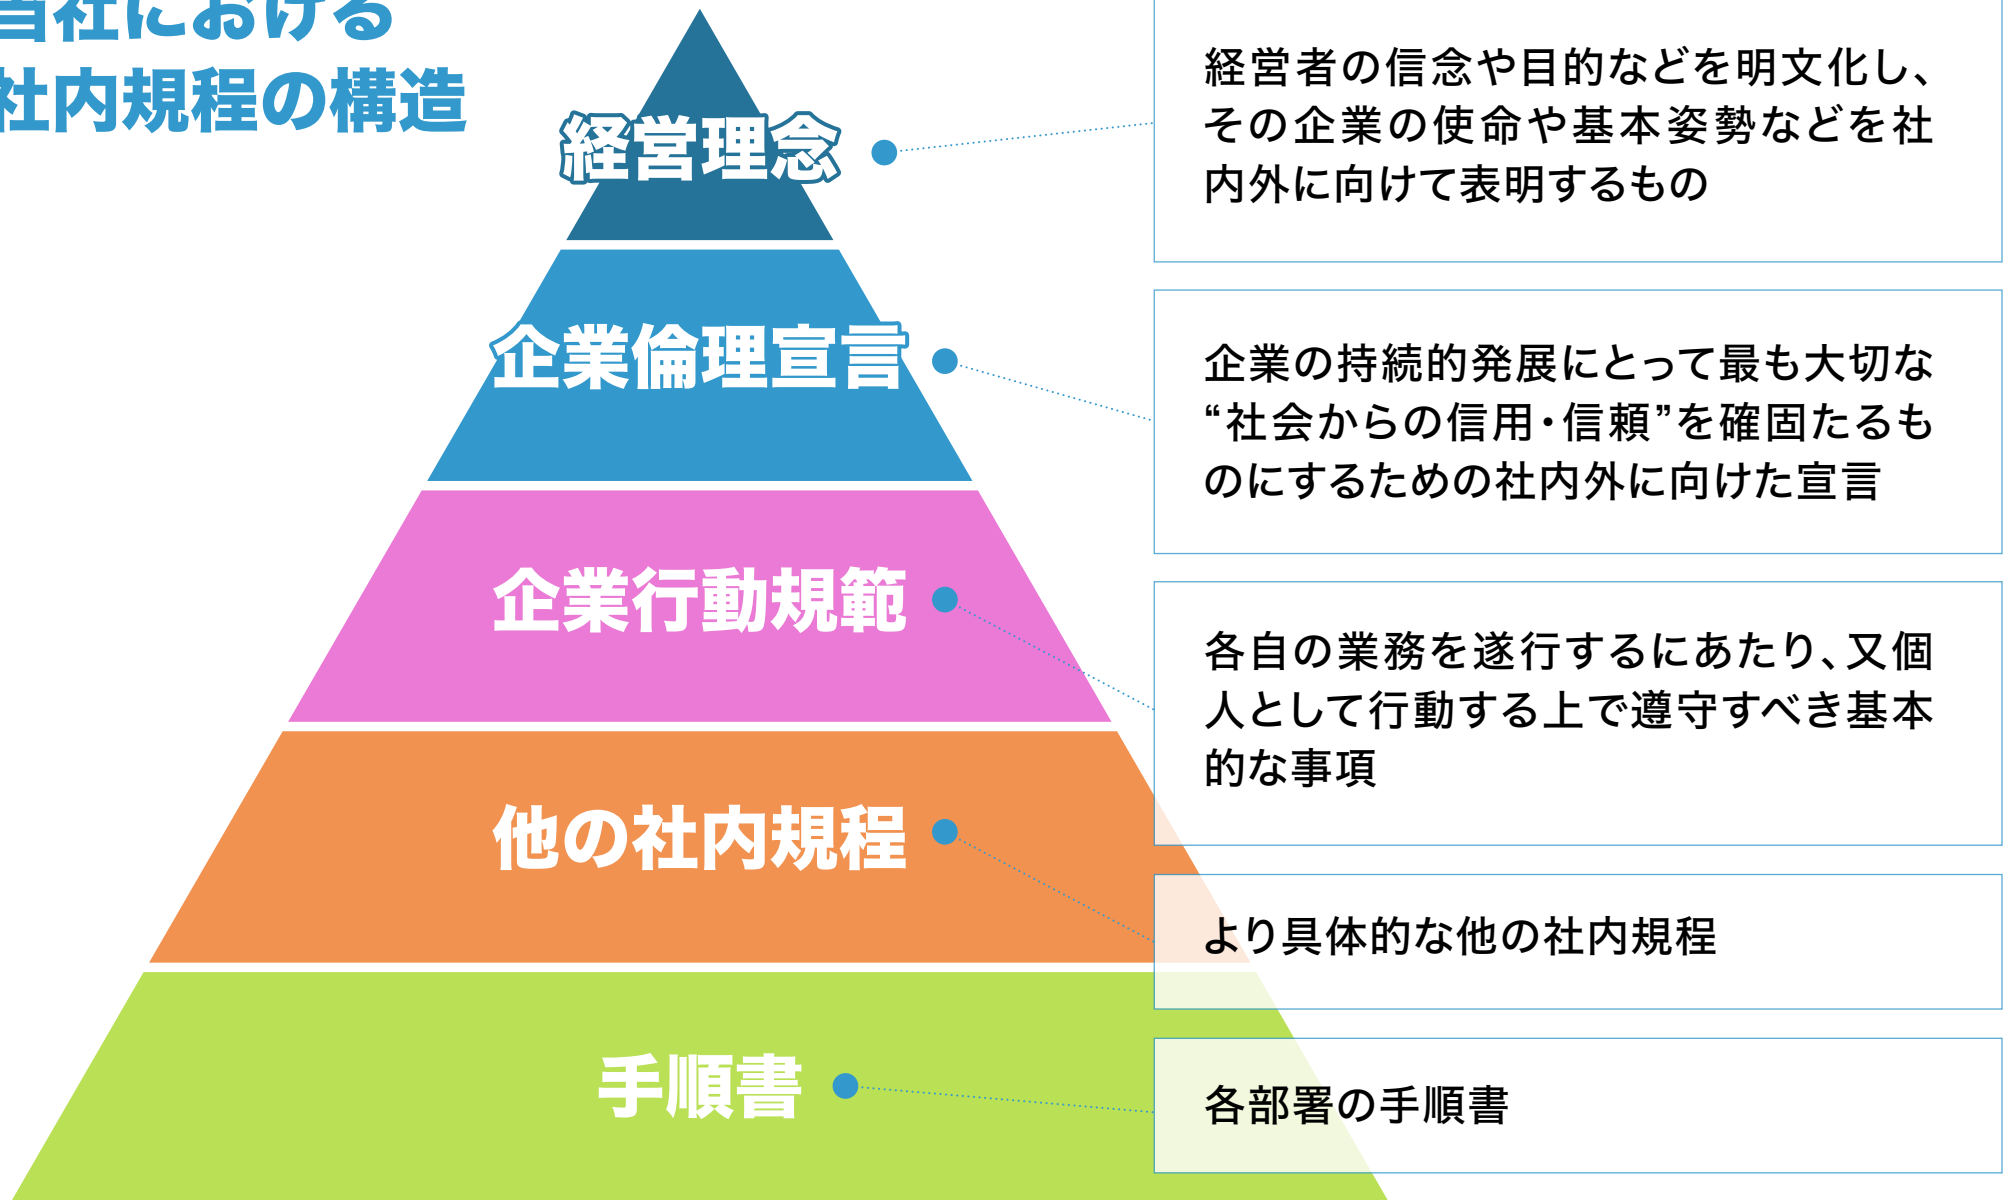 当社における
社内規程の構造
経営理念
経営者の信念や目的などを明文化し、
その企業の使命や基本姿勢などを社
内外に向けて表明するもの
企業倫理宣言
企業の持続的発展にとって最も大切な
“社会からの信用・信頼”を確固たるも
のにするための社内外に向けた宣言
企業行動規範
各自の業務を遂行するにあたり、又個
人として行動する上で遵守すべき基本
的な事項
他の社内規程
より具体的な他の社内規程
手順書
各部署の手順書